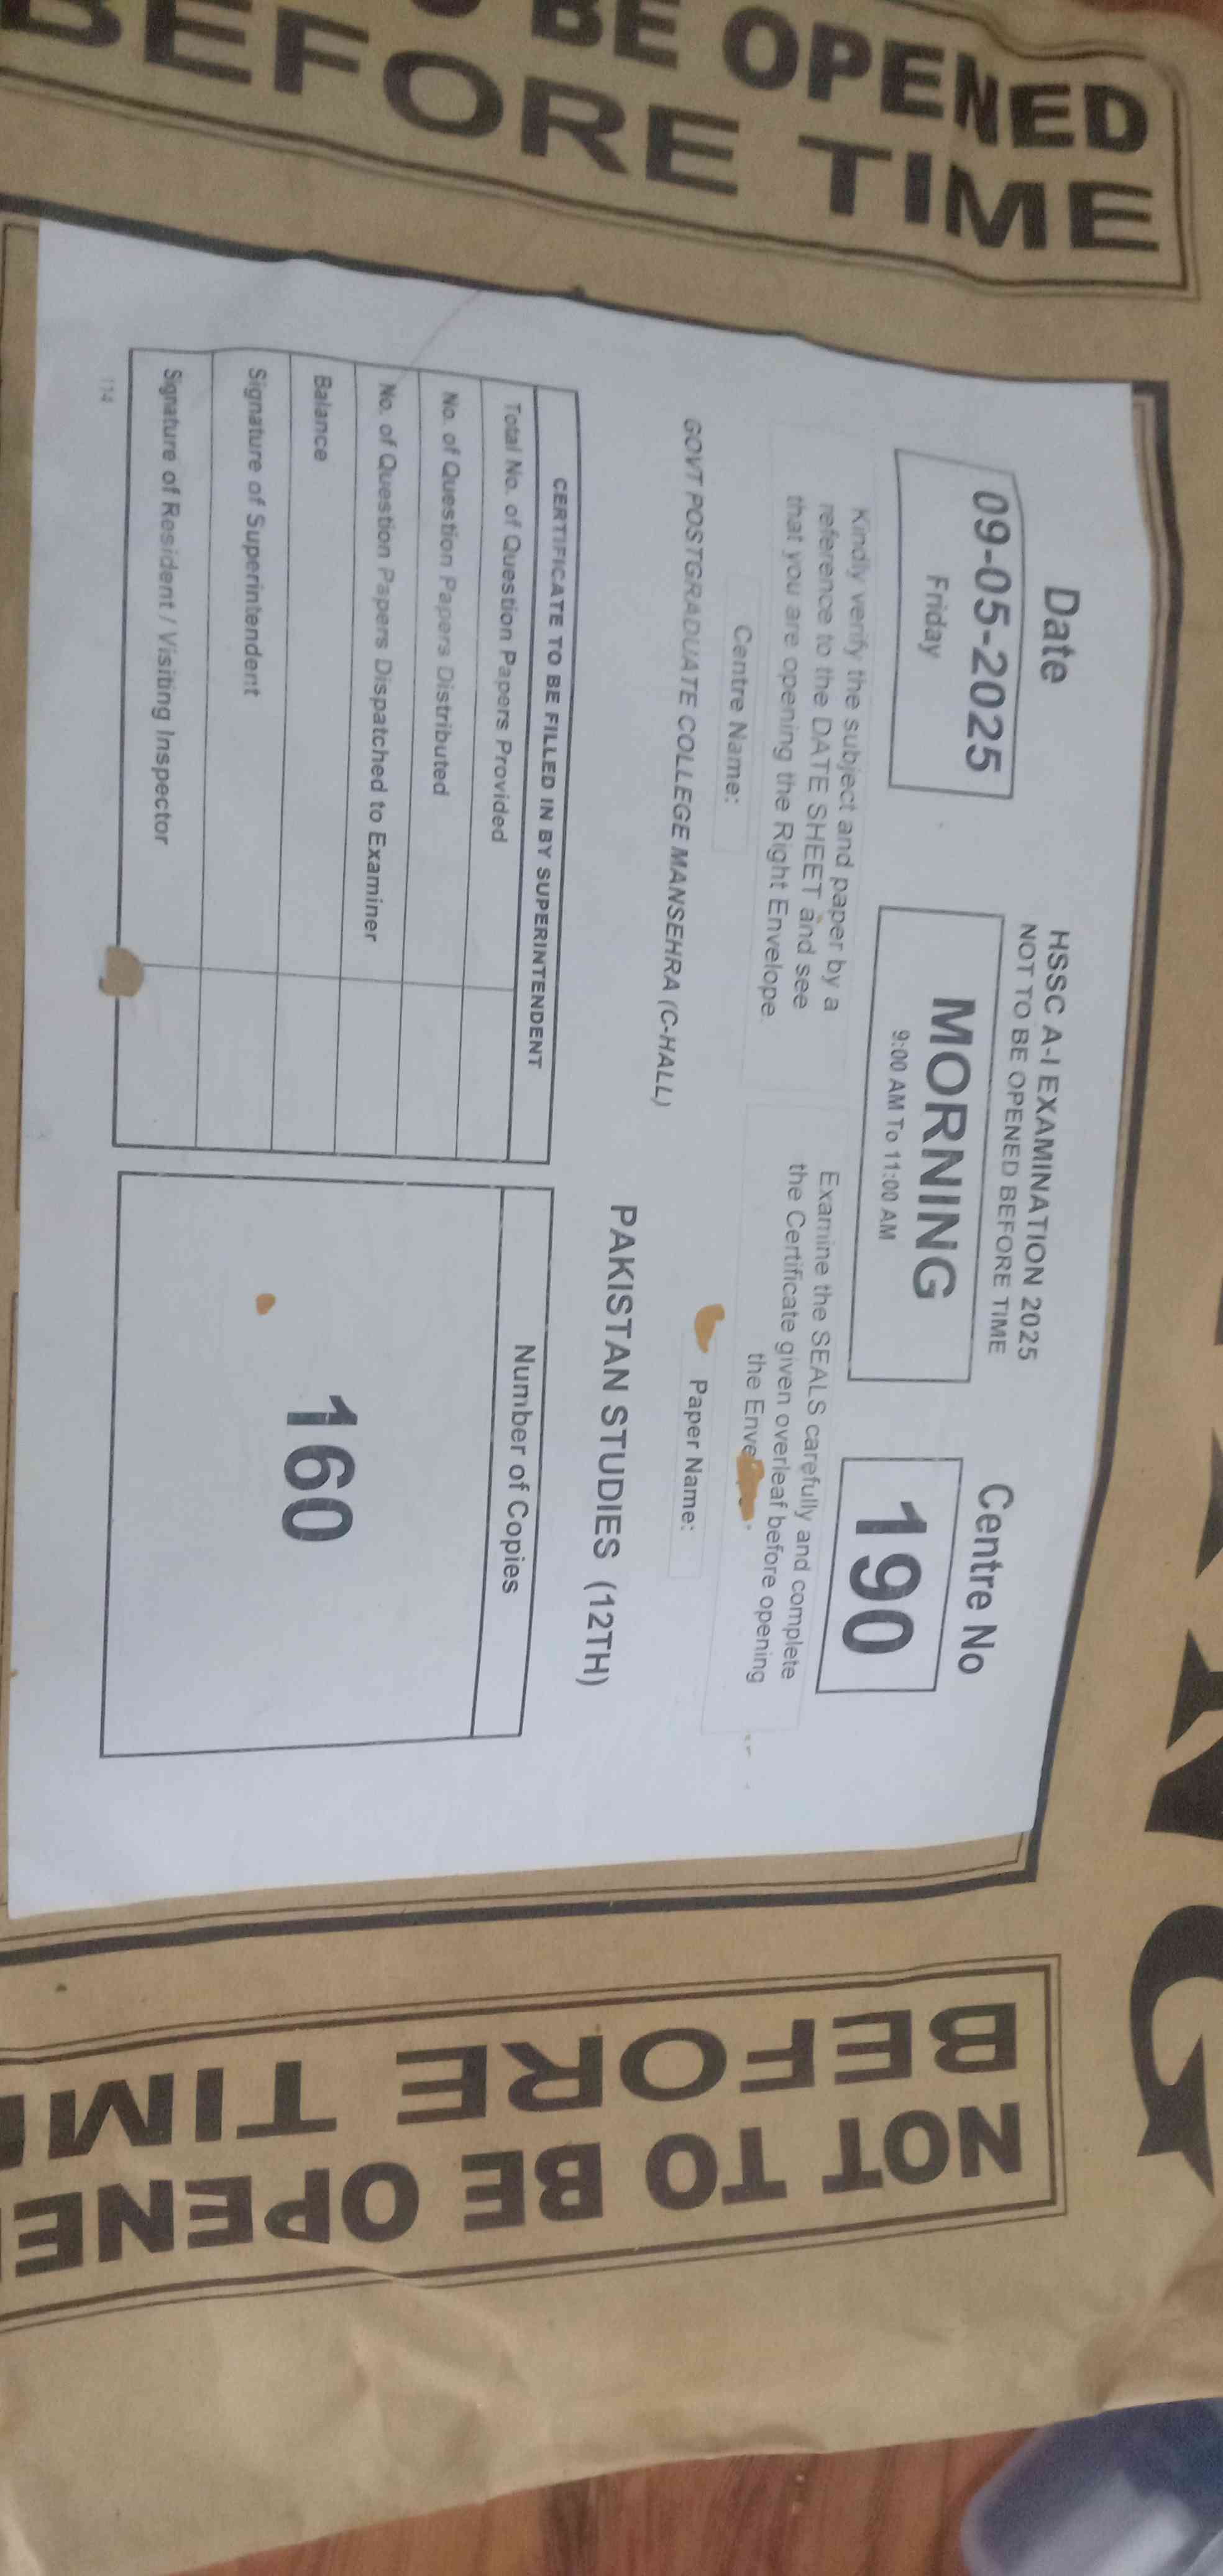 BE OPENED
BEFORE TIME
Date
09-05-2025
Friday
HSSC A-I EXAMINATION 2025
NOT TO BE OPENED BEFORE TIME
MORNING
9:00 AM To 11:00 AM
Centre No
190
Kindly verify the subject and paper by a
reference to the DATE SHEET and see
that you are opening the Right Envelope.
Examine the SEALS carefully and complete
the Certificate given overleaf before opening
the
Centre Name:
GOVT POSTGRADUATE COLLEGE MANSEHRA (C-HALL)
Paper Name:
PAKISTAN STUDIES (12TH)
CERTIFICATE TO BE FILLED IN BY SUPERINTENDENT
Total No. of Question Papers Provided
No. of Question Papers Distributed
No. of Question Papers Dispatched to Examiner
Balance
Signature of Superintendent
Signature of Resident / Visiting Inspector
Number of Copies
160
114
NOT TO BE OPENE
BEFORE TIM